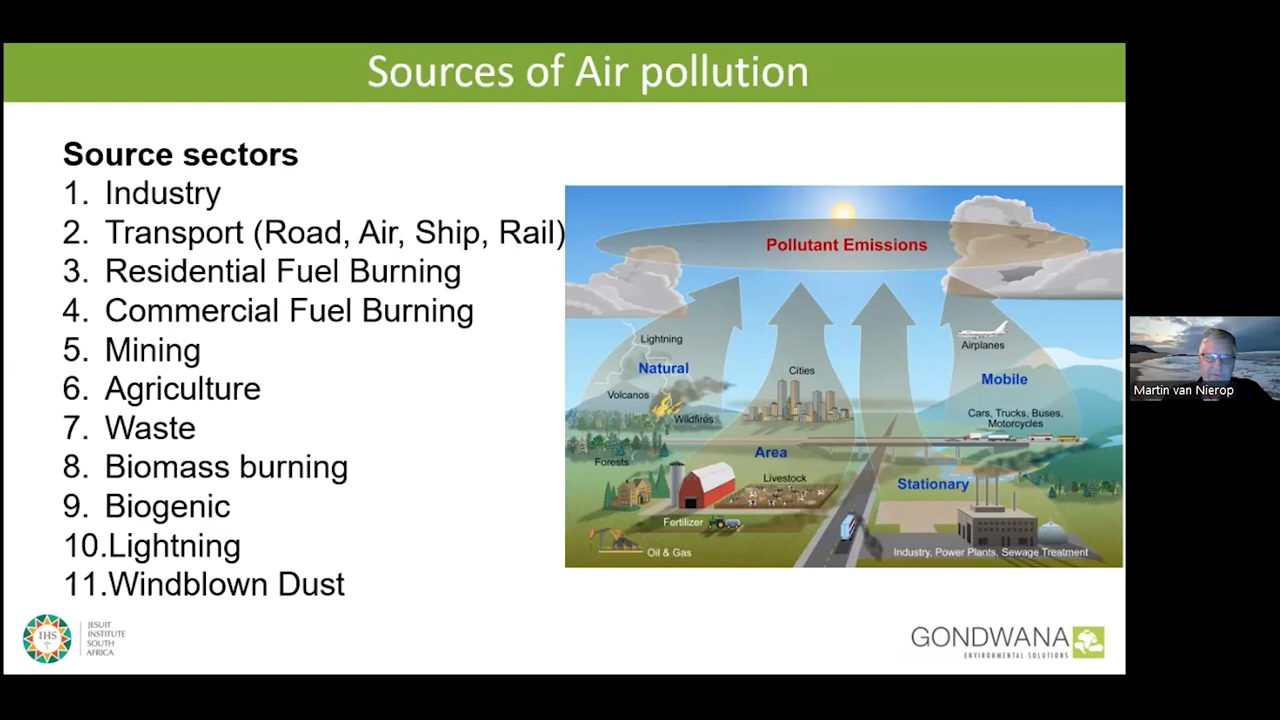 Sources of Air pollution
Source sectors
1. Industry
2. Transport (Road, Air, Ship, Rail)
3. Residential Fuel Burning
4. Commercial Fuel Burning
5. Mining
6. Agriculture
7. Waste
8. Biomass burning
9. Biogenic
10.Lightning
11.Windblown Dust
Pollutant Emissions
Lightning
Natural
Volcanos
Wildfires
Forests
Cities
Area
Livestock
Fertilizer
Oil & Gas
Airplanes
Mobile
Cars, Trucks, Buses,
Motorcycles
Stationary
Industry, Power Plants, Sewage Treatment
Martin van Nierop
IHS
JESUIT
INSTITUTE
SOUTH
AFRICA
GONDWANA
ENVIRONMENTAL SOLUTIONS